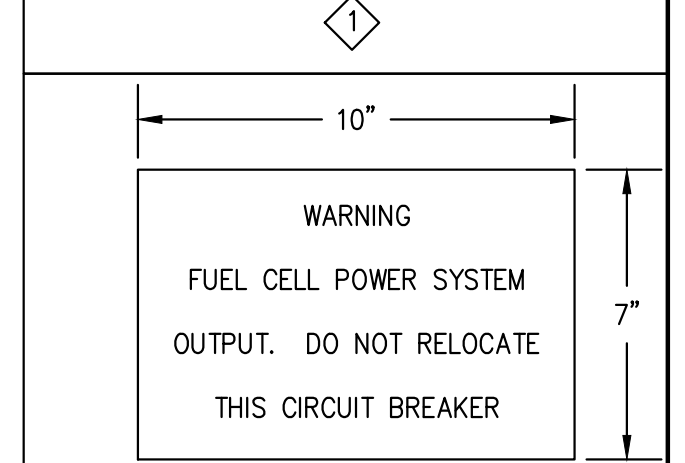 1
10”
WARNING
FUEL CELL POWER SYSTEM
OUTPUT. DO NOT RELOCATE
THIS CIRCUIT BREAKER
7”